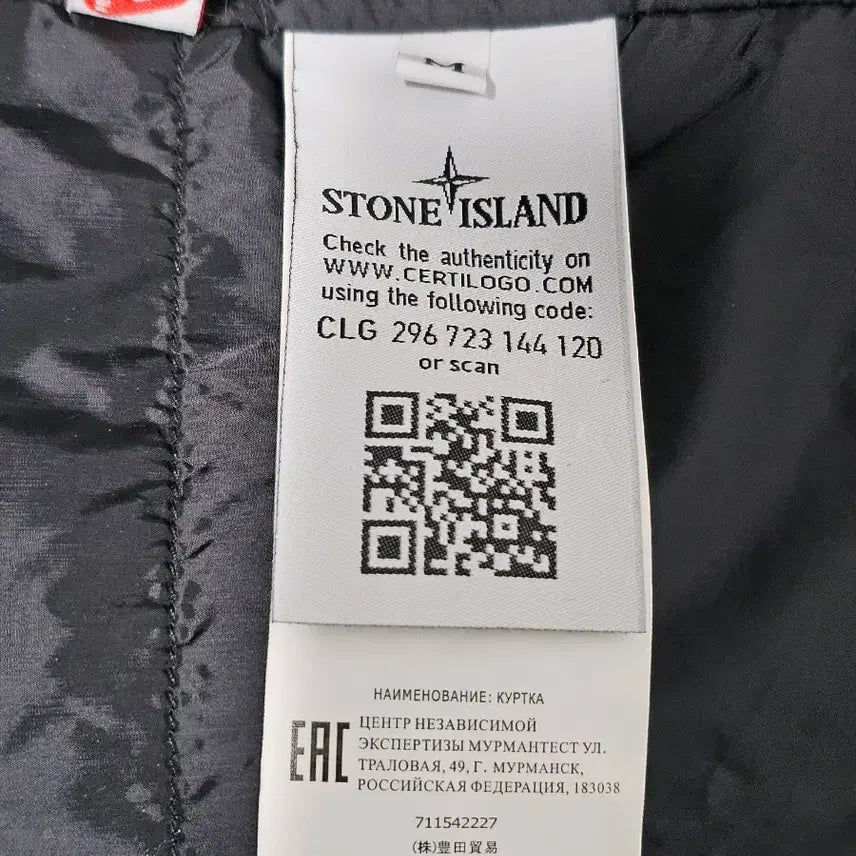 M
STONE ISLAND
Check the authenticity on
WWW.CERTILOGO.COM
using the following code:
CLG 296 723 144 120
or scan
НАИМЕНОВАНИЕ: КУРТКА
EAC
ЦЕНТР НЕЗАВИСИМОЙ
ЭКСПЕРТИЗЫ МУРМАНТЕСТ УЛ.
ТРАЛОВАЯ, 49, Г. МУРМАНСК,
РОССИЙСКАЯ ФЕДЕРАЦИЯ, 183038
711542227
(株)豊田貿易